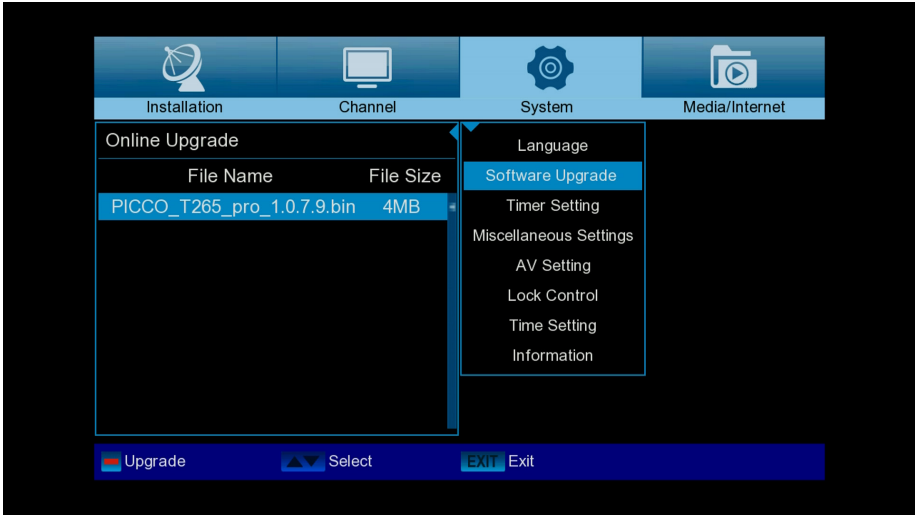 Installation
Channel
System
Media/Internet
Online Upgrade
File Name File Size
PICCO_T265_pro_1.0.7.9.bin 4MB
Language
Software Upgrade
Timer Setting
Miscellaneous Settings
AV Setting
Lock Control
Time Setting
Information
Upgrade
Select
EXIT Exit